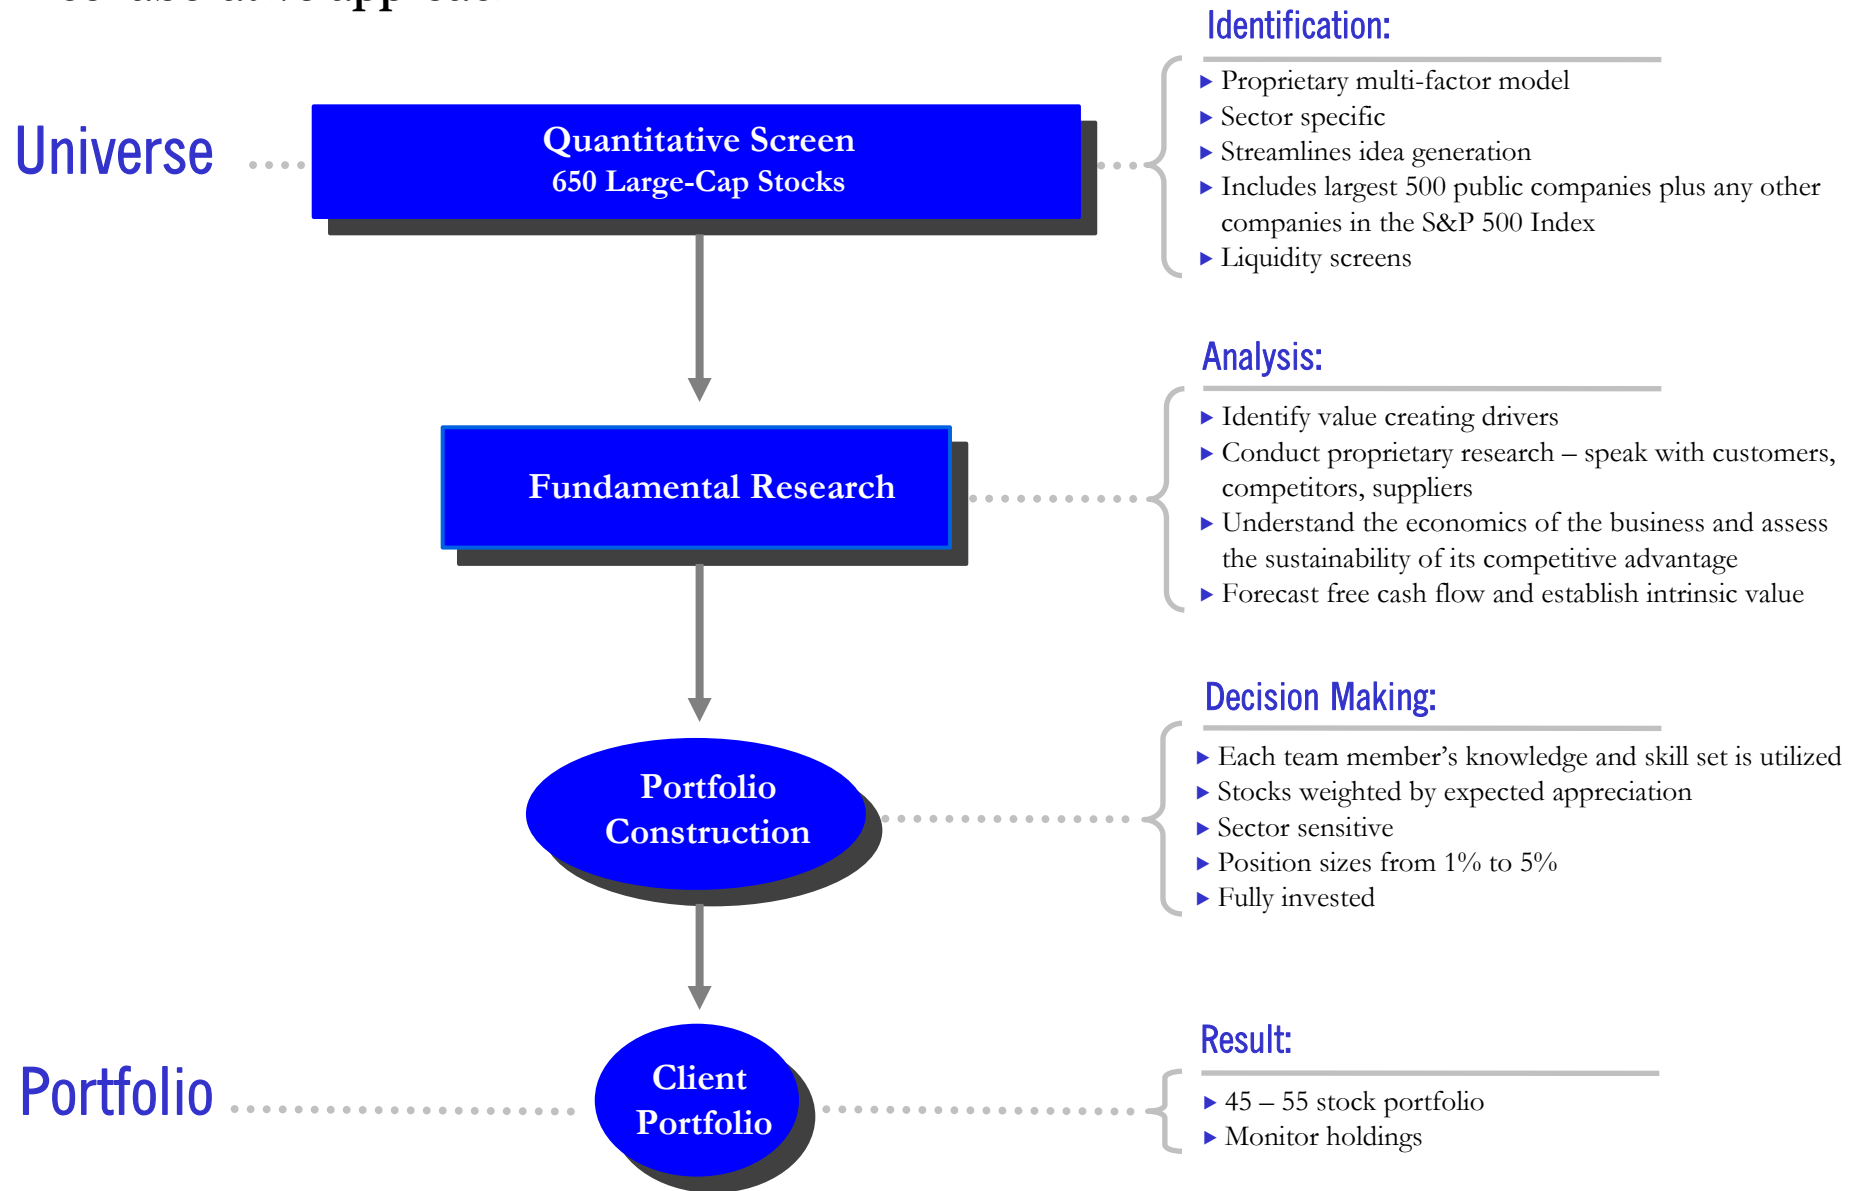 Identification:
► Proprietary multi-factor model
► Sector specific
► Streamlines idea generation
► Includes largest 500 public companies plus any other
companies in the S&P 500 Index
► Liquidity screens
Universe
Quantitative Screen
650 Large-Cap Stocks
Analysis:
► Identify value creating drivers
► Conduct proprietary research – speak with customers,
competitors, suppliers
► Understand the economics of the business and assess
the sustainability of its competitive advantage
► Forecast free cash flow and establish intrinsic value
Fundamental Research
Decision Making:
► Each team member’s knowledge and skill set is utilized
► Stocks weighted by expected appreciation
► Sector sensitive
► Position sizes from 1% to 5%
► Fully invested
Portfolio
Construction
Result:
► 45 – 55 stock portfolio
► Monitor holdings
Portfolio
Client
Portfolio